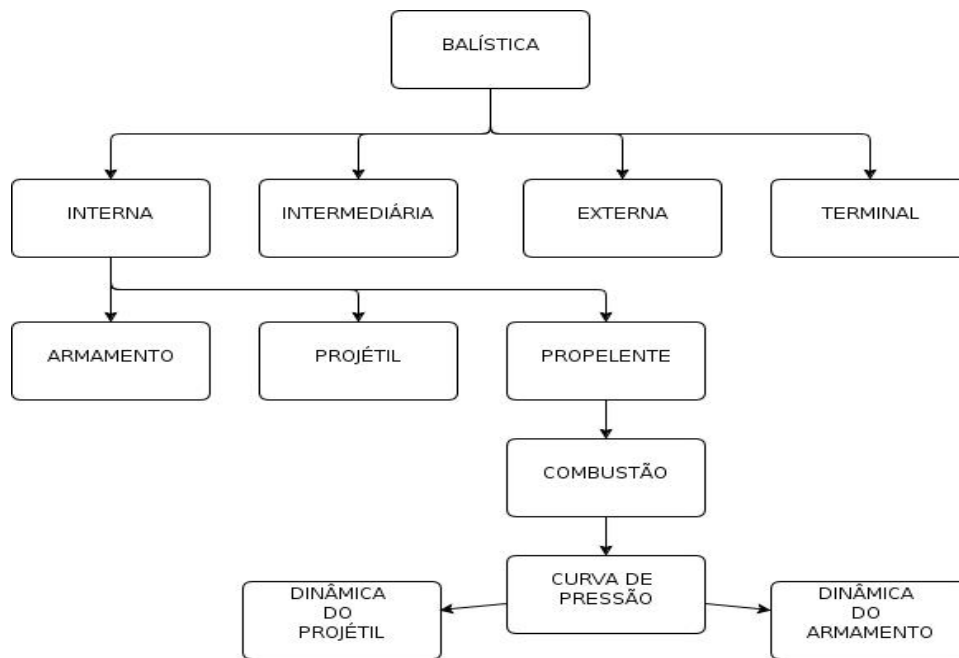 BALÍSTICA
INTERNA
INTERMEDIÁRIA
EXTERNA
TERMINAL
ARMAMENTO
PROJÉTIL
PROPELENTE
COMBUSTÃO
CURVA DE
PRESSÃO
DINÂMICA
DO
PROJÉTIL
DINÂMICA
DO
ARMAMENTO